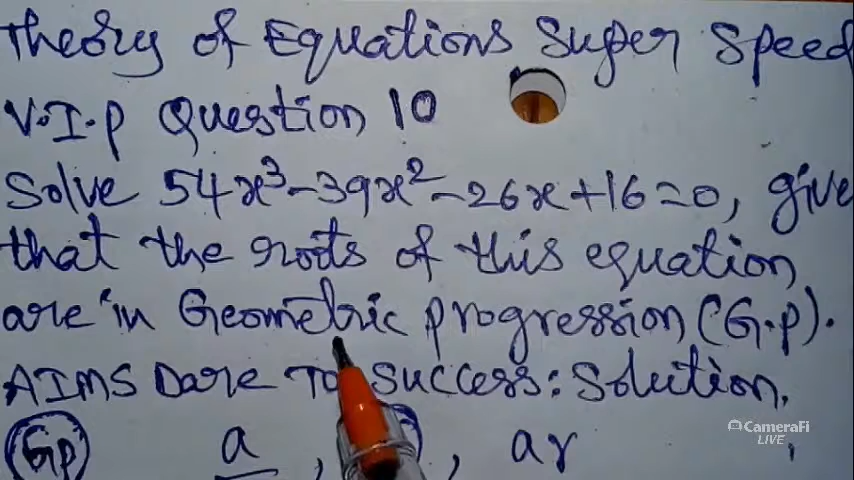 Theory of Equations Super Speed
V.I.P Question 10
Solve 54x³-39x²-26x+16=0, give
that the roots of this equation
are in Geometric progression (G.P).
AIMS Dare To Success: Solution.
CameraFi
LIVE
GP a , , ar